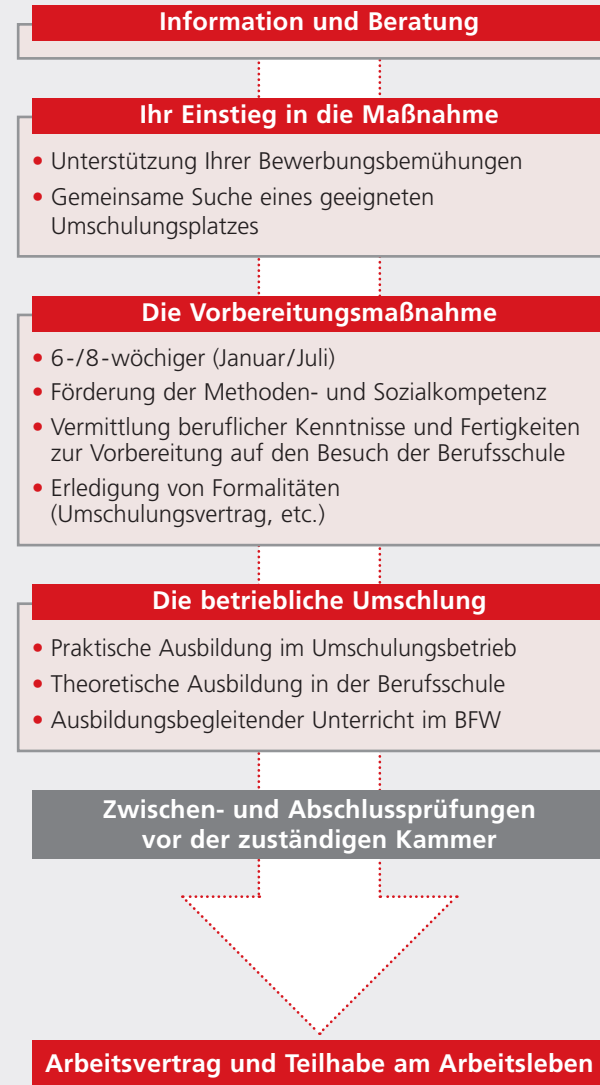 Information und Beratung
Ihr Einstieg in die Maßnahme
• Unterstützung Ihrer Bewerbungsbemühungen
• Gemeinsame Suche eines geeigneten
Umschulungsplatzes
Die Vorbereitungsmaßnahme
• 6-/8-wöchiger (Januar/Juli)
• Förderung der Methoden- und Sozialkompetenz
• Vermittlung beruflicher Kenntnisse und Fertigkeiten
zur Vorbereitung auf den Besuch der Berufsschule
• Erledigung von Formalitäten
(Umschulungsvertrag, etc.)
Die betriebliche Umschlung
• Praktische Ausbildung im Umschulungsbetrieb
• Theoretische Ausbildung in der Berufsschule
• Ausbildungsbegleitender Unterricht im BFW
Zwischen- und Abschlussprüfungen
vor der zuständigen Kammer
Arbeitsvertrag und Teilhabe am Arbeitsleben